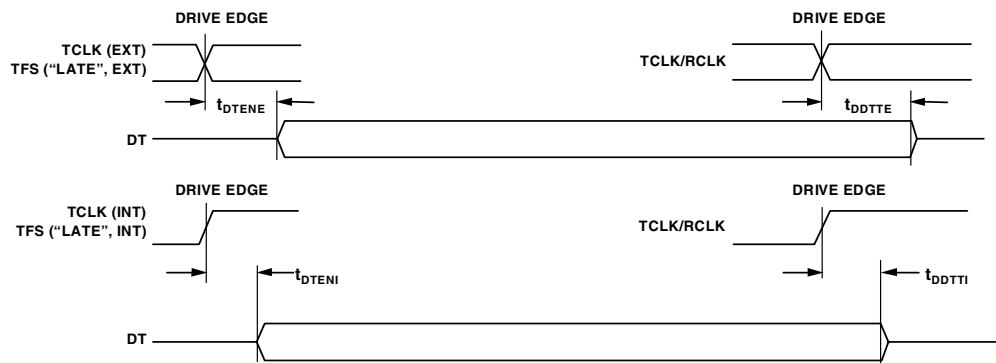 DRIVE EDGE DRIVE EDGE
TCLK (EXT)
TFS (“LATE”, EXT) TCLK/RCLK
tDTENE tDDTTE
DT
DRIVE EDGE DRIVE EDGE
TCLK (INT)
TFS (“LATE”, INT) TCLK/RCLK
tDTENI tDDTTI
DT